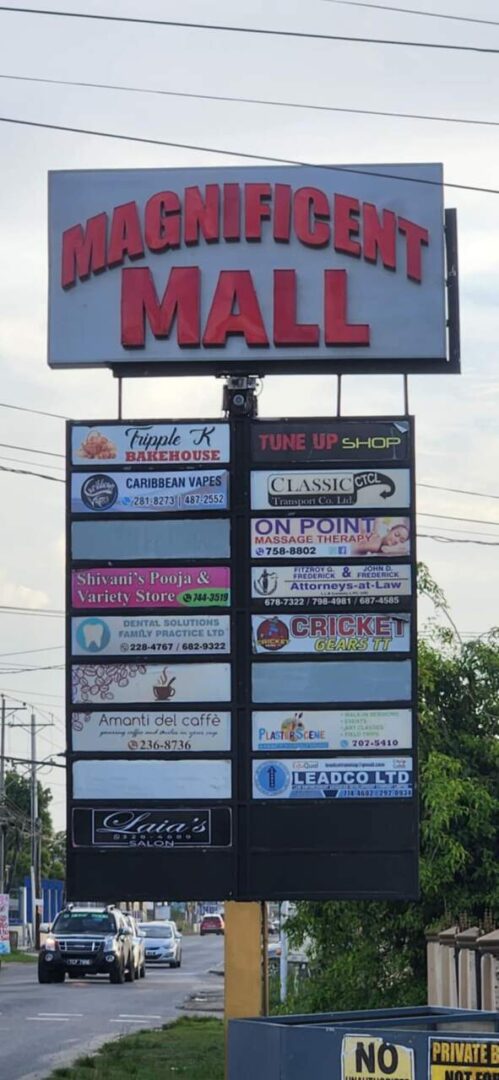 MAGNIFICENT
MALL
Tripple K
BAKEHOUSE
CARIBBEAN VAPES
281-8273 | 487-2552
Shivani's Pooja &
Variety Store 744-3519
DENTAL SOLUTIONS
FAMILY PRACTICE LTD
228-4767 / 682-9322
Amanti del caffè
236-8736
Laia's
SALON
TUNE UP SHOP
CLASSIC CTCL
Transport Co. Ltd
ON POINT
MASSAGE THERAPY
758-8802
FITZROY G. & JOHN D.
FREDERICK FREDERICK
Attorneys-at-Law
678-7322 / 798-4981 / 687-4585
CRICKET
GEARS TT
PLASTER SCENE
707-5410
LEADCO LTD
NO
PRIVATE
NOT FOR